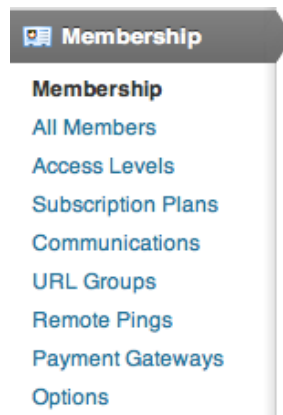 Membership
Membership
All Members
Access Levels
Subscription Plans
Communications
URL Groups
Remote Pings
Payment Gateways
Options